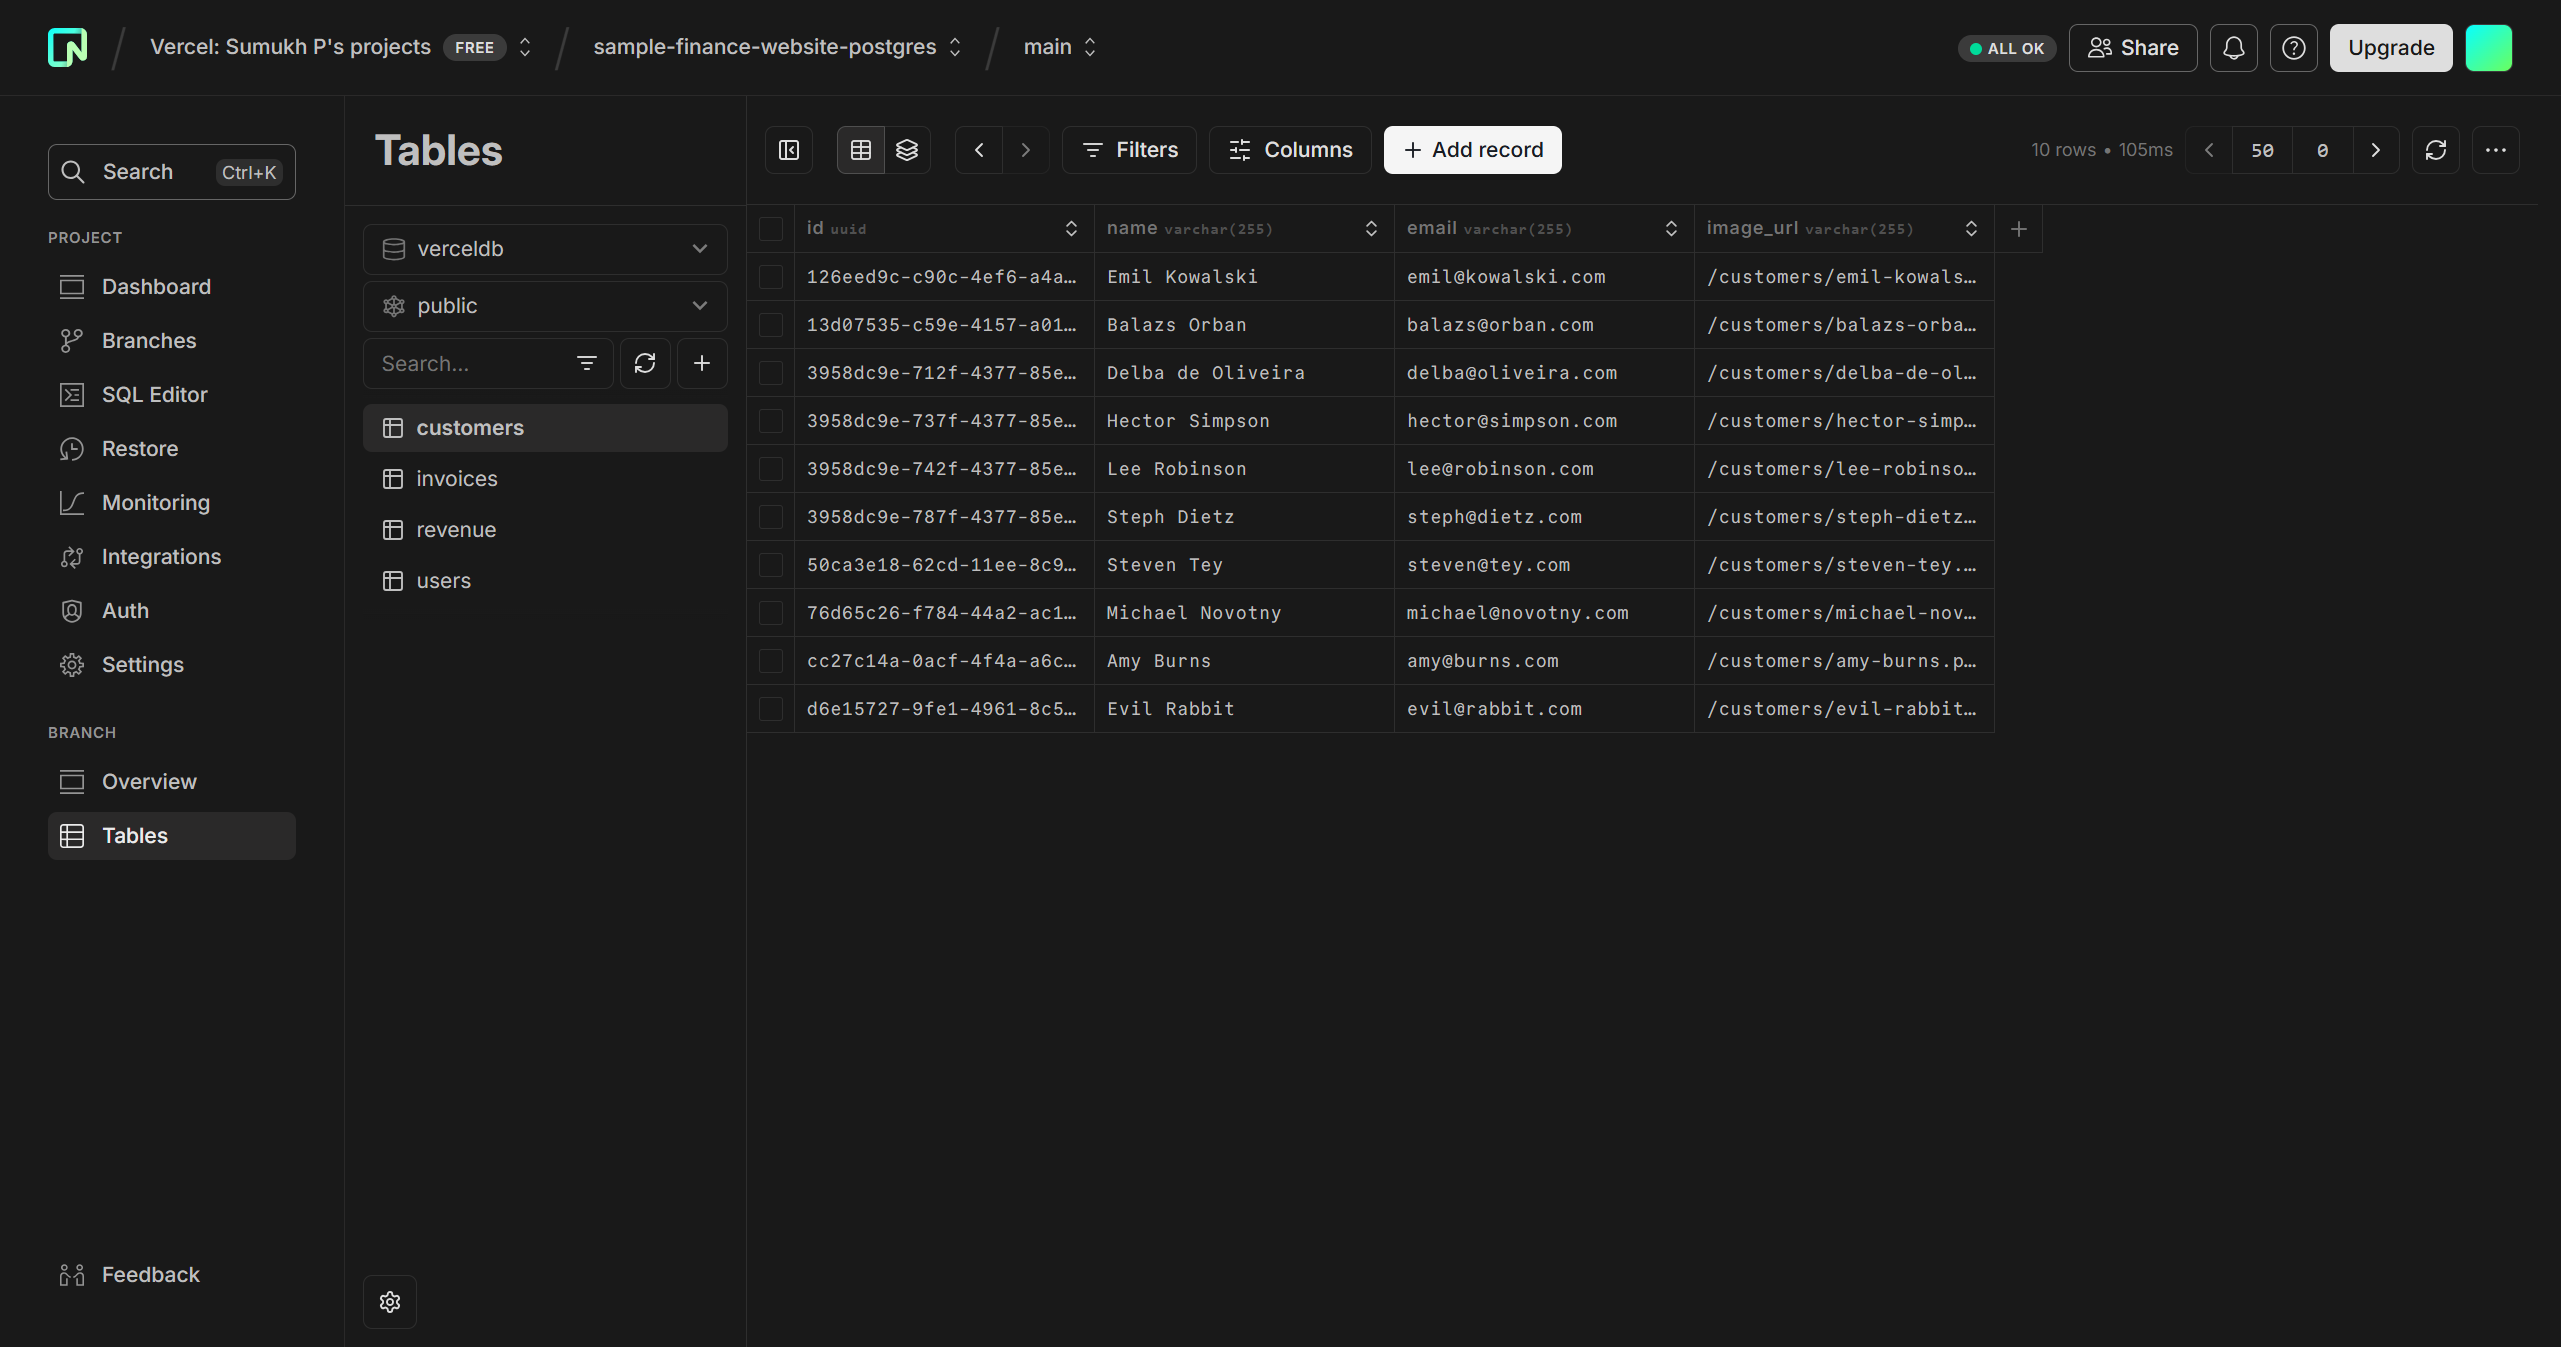 Vercel: Sumukh P's projects FREE
sample-finance-website-postgres
main
ALL OK
Share
Upgrade
Search Ctrl+K
PROJECT
Dashboard
Branches
SQL Editor
Restore
Monitoring
Integrations
Auth
Settings
BRANCH
Overview
Tables
Feedback
Tables
verceldb
public
Search...
customers
invoices
revenue
users
Filters
Columns
Add record
10 rows • 105ms
50
0
id uuid name varchar(255) email varchar(255) image_url varchar(255)
126eed9c-c90c-4ef6-a4a… Emil Kowalski emil@kowalski.com /customers/emil-kowals…
13d07535-c59e-4157-a01… Balazs Orban balazs@orban.com /customers/balazs-orba…
3958dc9e-712f-4377-85e… Delba de Oliveira delba@oliveira.com /customers/delba-de-ol…
3958dc9e-737f-4377-85e… Hector Simpson hector@simpson.com /customers/hector-simp…
3958dc9e-742f-4377-85e… Lee Robinson lee@robinson.com /customers/lee-robinso…
3958dc9e-787f-4377-85e… Steph Dietz steph@dietz.com /customers/steph-dietz…
50ca3e18-62cd-11ee-8c9… Steven Tey steven@tey.com /customers/steven-tey.…
76d65c26-f784-44a2-ac1… Michael Novotny michael@novotny.com /customers/michael-nov…
cc27c14a-0acf-4f4a-a6c… Amy Burns amy@burns.com /customers/amy-burns.p…
d6e15727-9fe1-4961-8c5… Evil Rabbit evil@rabbit.com /customers/evil-rabbit…